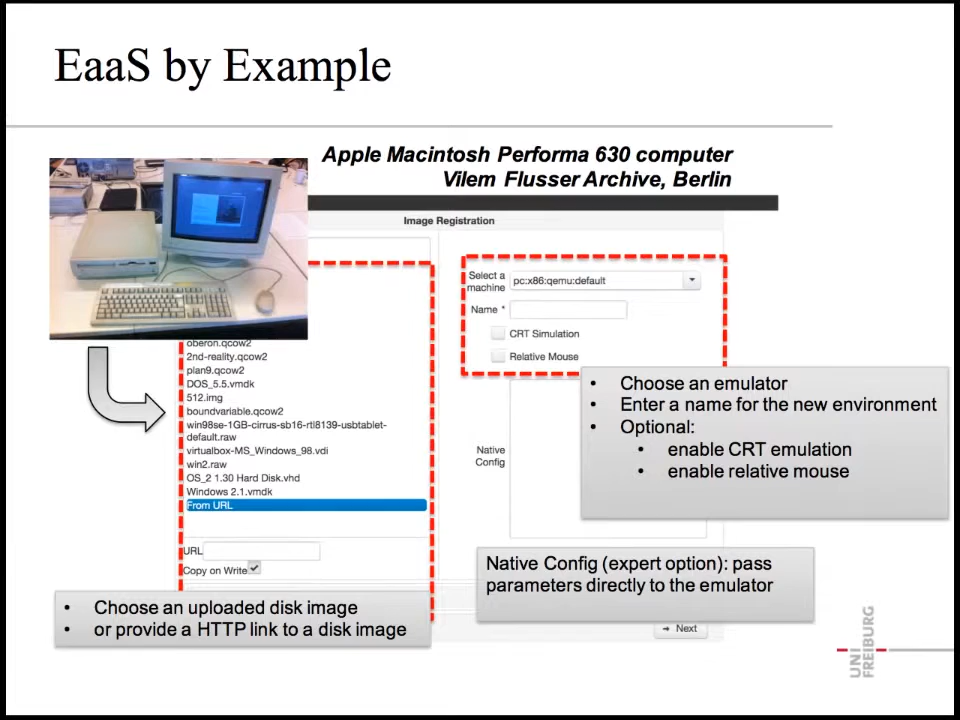 EaaS by Example
Apple Macintosh Performa 630 computer
Vilem Flusser Archive, Berlin
Image Registration
oberon.qcow2
2nd-reality.qcow2
plan9.qcow2
DOS_5.5.vmdk
512.img
boundvariable.qcow2
win98se-1GB-cirrus-sb16-rtl8139-usbtablet-
default.raw
virtualbox-MS_Windows_98.vdi
win2.raw
OS_2 1.30 Hard Disk.vhd
Windows 2.1.vmdk
From URL
URL
Copy on Write
• Choose an uploaded disk image
• or provide a HTTP link to a disk image
Select a
machine
pc:x86:qemu:default
Name *
CRT Simulation
Relative Mouse
Native
Config
• Choose an emulator
• Enter a name for the new environment
• Optional:
• enable CRT emulation
• enable relative mouse
Native Config (expert option): pass
parameters directly to the emulator
Next
UNI
FREIBURG